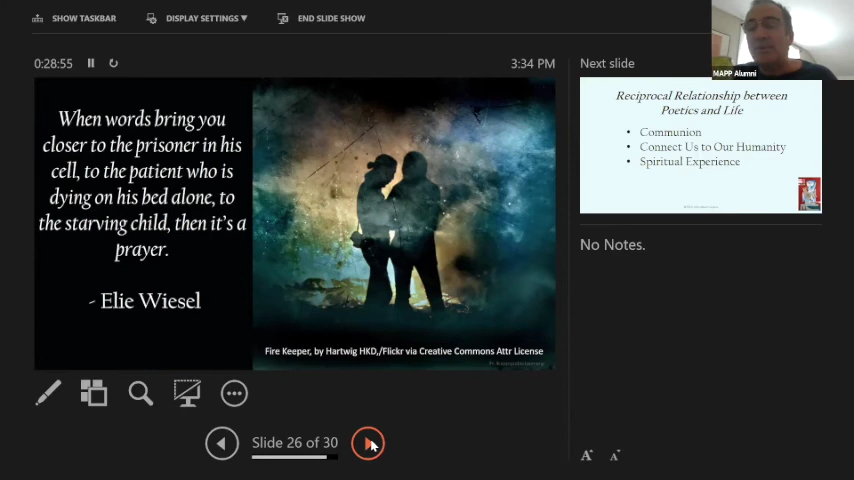 SHOW TASKBAR
DISPLAY SETTINGS ▼
END SLIDE SHOW
MAPP Alumni
0:28:55
3:34 PM
When words bring you
closer to the prisoner in his
cell, to the patient who is
dying on his bed alone, to
the starving child, then it's a
prayer.
- Elie Wiesel
Fire Keeper, by Hartwig HKD,/Flickr via Creative Commons Attr License
Next slide
Reciprocal Relationship between
Poetics and Life
• Communion
• Connect Us to Our Humanity
• Spiritual Experience
No Notes.
Slide 26 of 30
A A